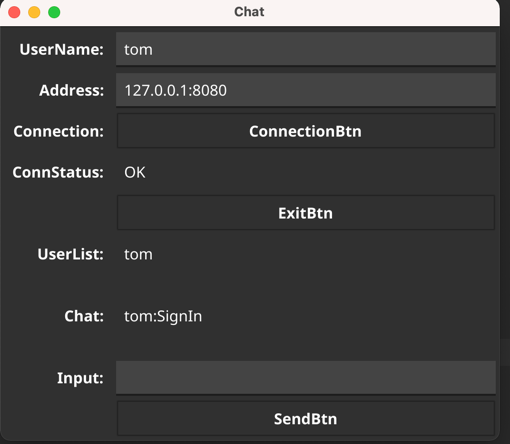 Chat
UserName: tom
Address: 127.0.0.1:8080
Connection: ConnectionBtn
ConnStatus: OK
ExitBtn
UserList: tom
Chat: tom:SignIn
Input:
SendBtn